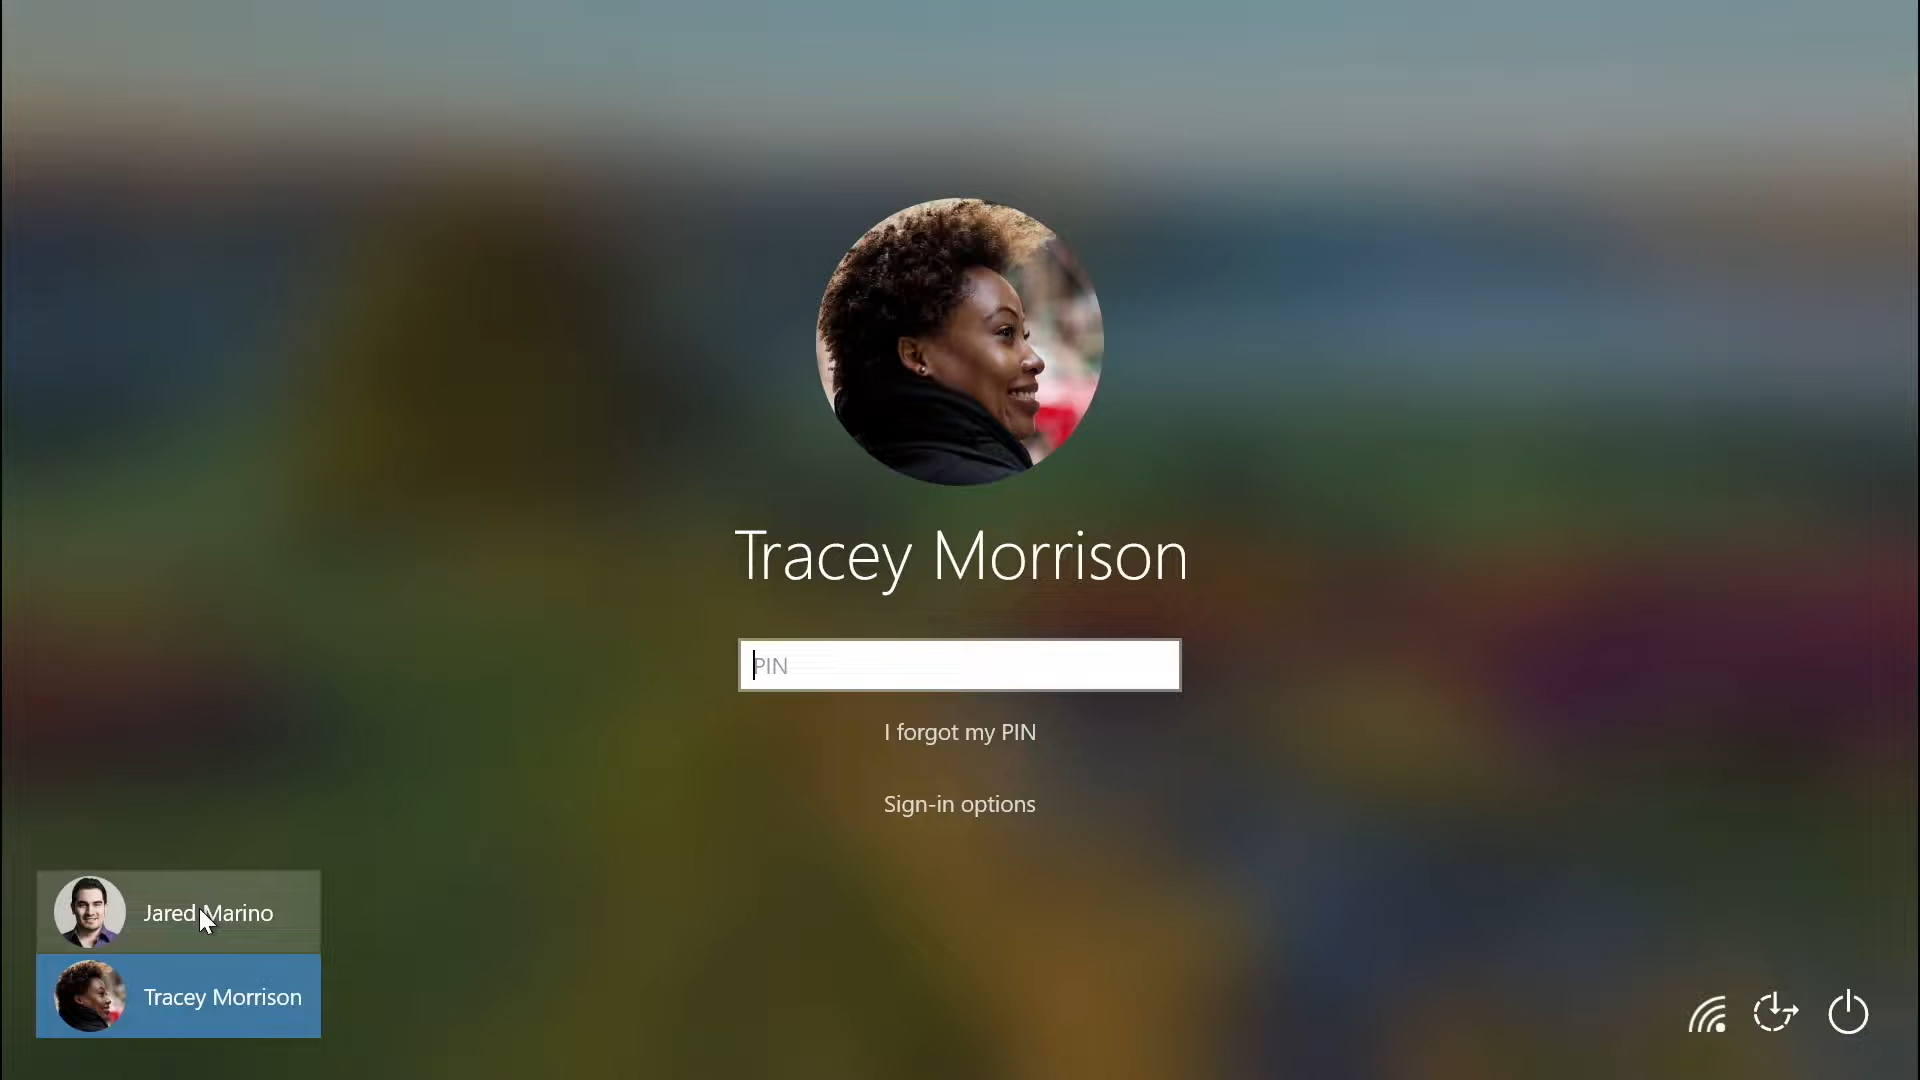 Tracey Morrison
PIN
I forgot my PIN
Sign-in options
Jared Marino
Tracey Morrison